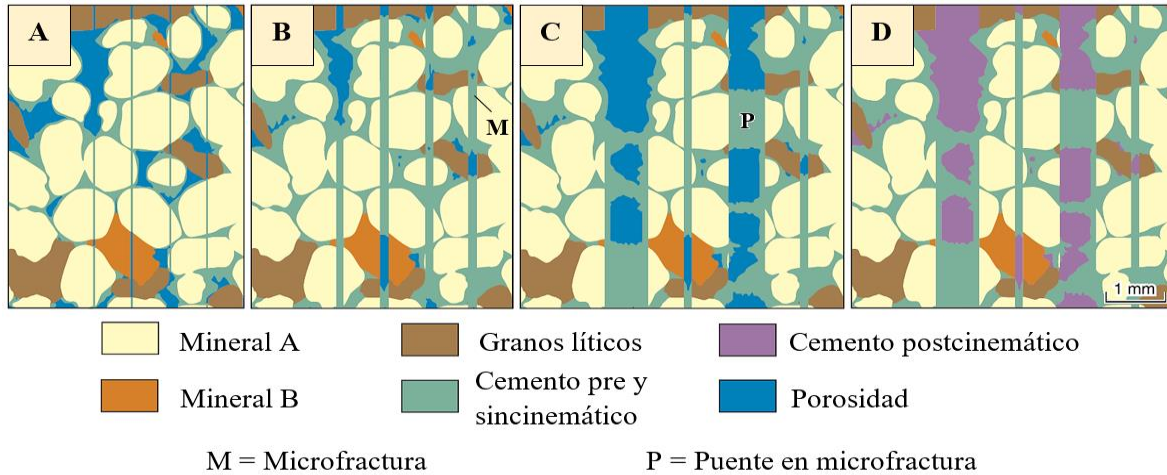 A
B
C
D
M
P
1 mm
Mineral A
Granos líticos
Cemento postcinemático
Mineral B
Cemento pre y
sincinemático
Porosidad
M = Microfractura
P = Puente en microfractura